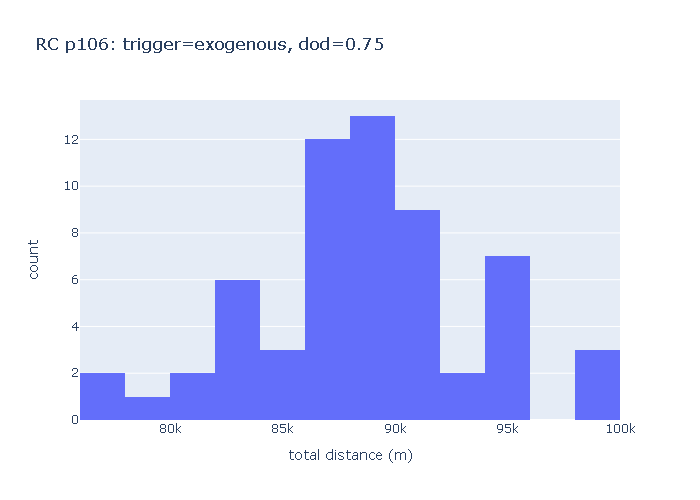 RC p106: trigger=exogenous, dod=0.75
12
10
8
6
4
2
0
count
80k
85k
90k
95k
100k
total distance (m)